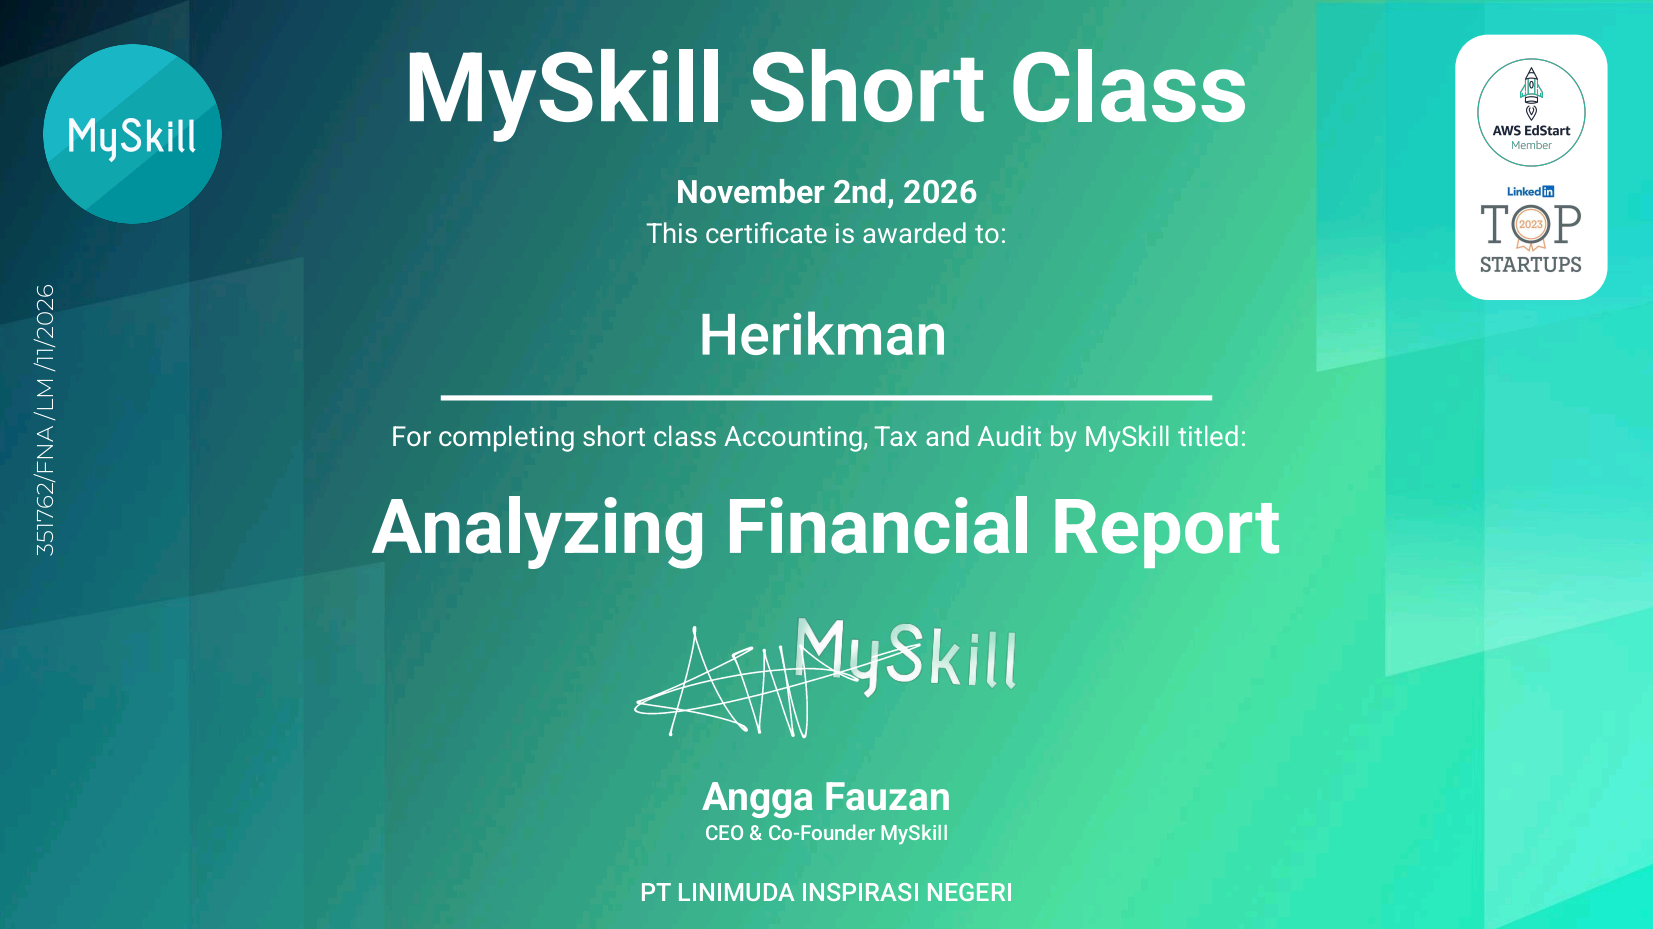 MySkill
MySkill Short Class
AWS EdStart
Member
LinkedIn
TOP
2023
STARTUPS
November 2nd, 2026
This certificate is awarded to:
Herikman
351762/FNA /LM /11/2026
For completing short class Accounting, Tax and Audit by MySkill titled:
Analyzing Financial Report
MySkill
Angga Fauzan
CEO & Co-Founder MySkill
PT LINIMUDA INSPIRASI NEGERI